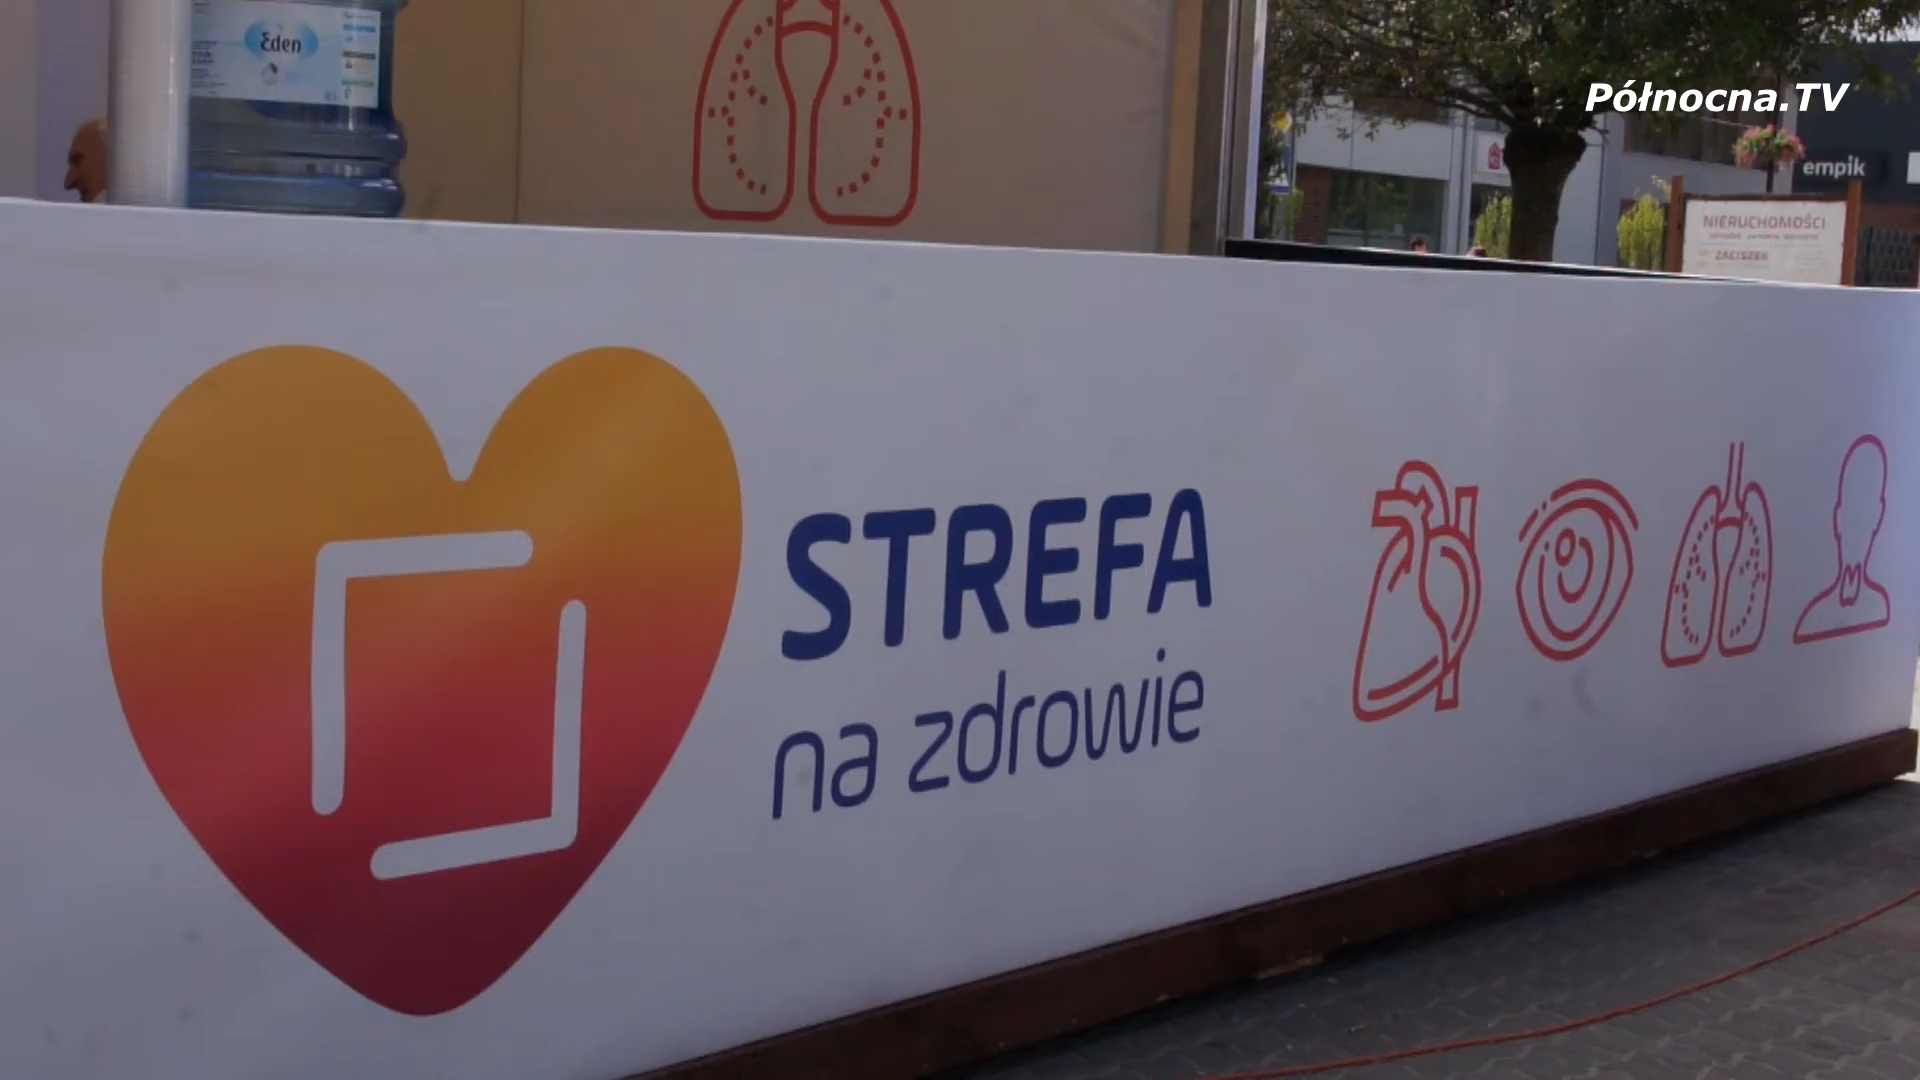 Eden
Północna.TV
empik
NIERUCHOMOŚCI
ZACISZEK
STREFA
na zdrowie